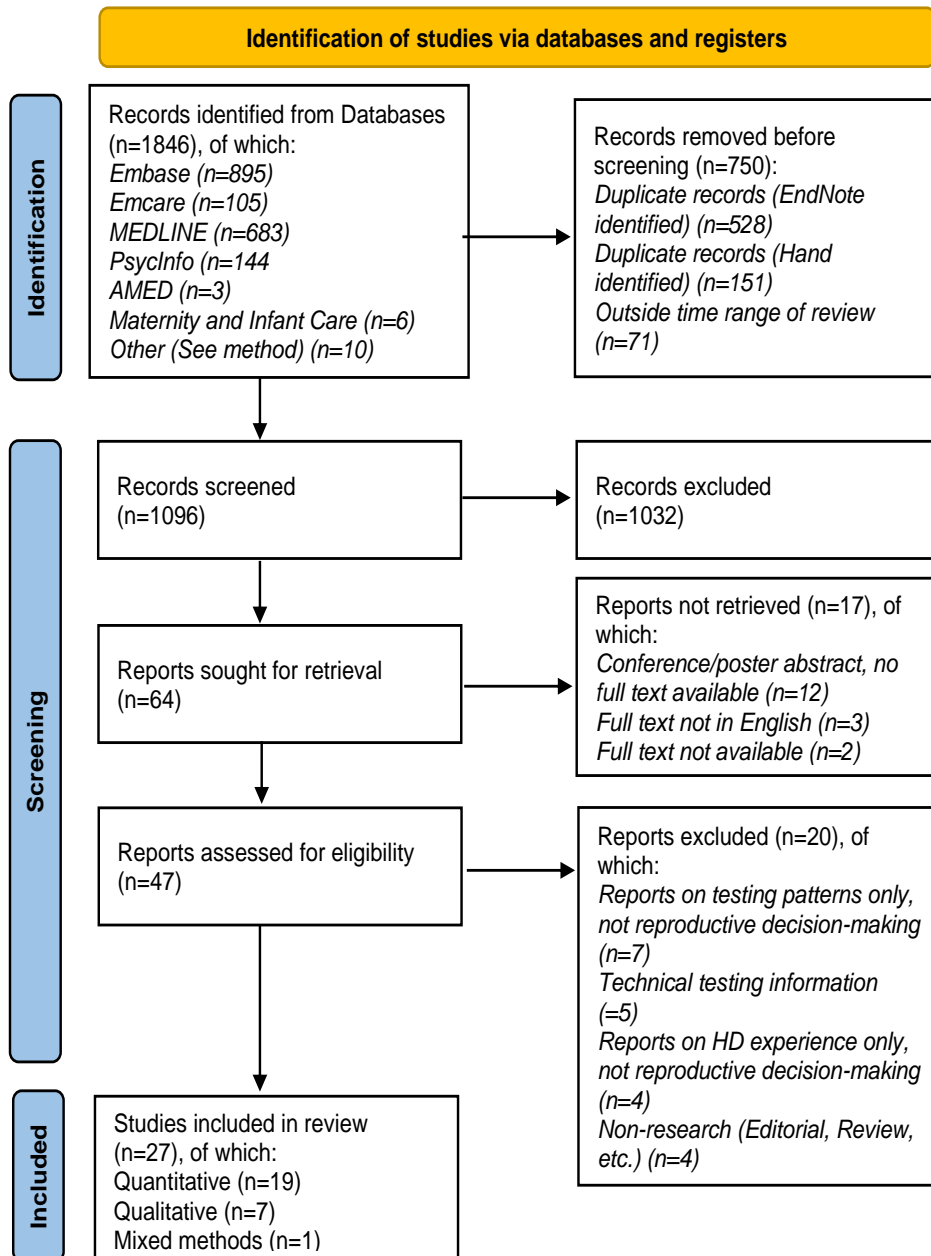 Identification of studies via databases and registers
Identification
Records identified from Databases
(n=1846), of which:
Embase (n=895)
Emcare (n=105)
MEDLINE (n=683)
PsycInfo (n=144
AMED (n=3)
Maternity and Infant Care (n=6)
Other (See method) (n=10)
Records removed before
screening (n=750):
Duplicate records (EndNote
identified) (n=528)
Duplicate records (Hand
identified) (n=151)
Outside time range of review
(n=71)
Screening
Records screened
(n=1096)
Records excluded
(n=1032)
Reports sought for retrieval
(n=64)
Reports not retrieved (n=17), of
which:
Conference/poster abstract, no
full text available (n=12)
Full text not in English (n=3)
Full text not available (n=2)
Reports assessed for eligibility
(n=47)
Reports excluded (n=20), of
which:
Reports on testing patterns only,
not reproductive decision-making
(n=7)
Technical testing information
(=5)
Reports on HD experience only,
not reproductive decision-making
(n=4)
Non-research (Editorial, Review,
etc.) (n=4)
Included
Studies included in review
(n=27), of which:
Quantitative (n=19)
Qualitative (n=7)
Mixed methods (n=1)